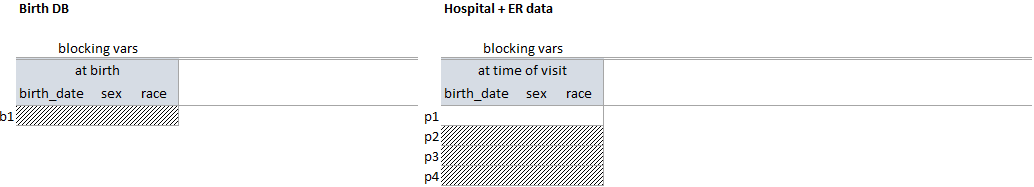 Birth DB
Hospital + ER data
blocking vars
blocking vars
at birth
at time of visit
birth_date sex race
birth_date sex race
b1
p1
p2
p3
p4